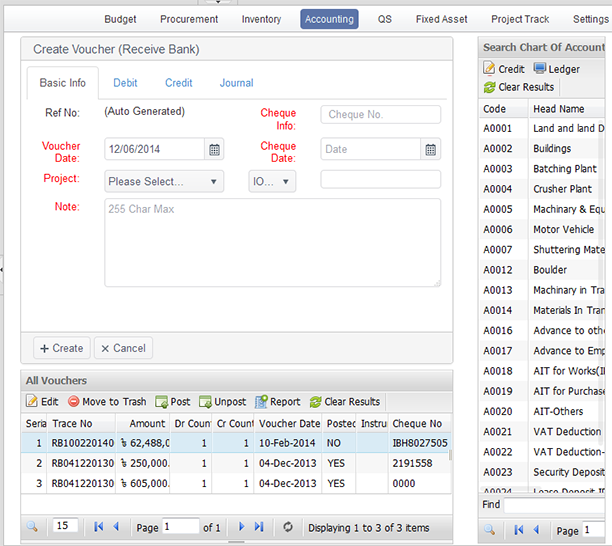 Budget Procurement Inventory Accounting QS Fixed Asset Project Track Settings
Create Voucher (Receive Bank)
Basic Info Debit Credit Journal
Ref No: (Auto Generated) Cheque Info: Cheque No.
Voucher Date: 12/06/2014 Cheque Date: Date
Project: Please Select... IO...
Note: 255 Char Max
+ Create × Cancel
All Vouchers
Edit Move to Trash Post Unpost Report Clear Results
Seria Trace No Amount Dr Count Cr Count Voucher Date Postec Instrum Cheque No
1 RB100220140 ৳ 62,488,0 1 1 10-Feb-2014 NO IBH8027505
2 RB041220130 ৳ 250,000. 1 1 04-Dec-2013 YES 2191558
3 RB041220130 ৳ 605,000. 1 1 04-Dec-2013 YES 0000
15 Page 1 of 1 Displaying 1 to 3 of 3 items
Search Chart Of Accoun
Credit Ledger
Clear Results
Code Head Name
A0001 Land and land D
A0002 Buildings
A0003 Batching Plant
A0004 Crusher Plant
A0005 Machinery & Equ
A0006 Motor Vehicle
A0007 Shuttering Mate
A0012 Boulder
A0013 Machinery in Tra
A0014 Materials In Tran
A0016 Advance to othe
A0017 Advance to Emp
A0018 AIT for Works(I
A0019 AIT for Purchase
A0020 AIT-Others
A0021 VAT Deduction
A0022 VAT Deduction-
A0023 Security Deposit
A0024 Lease Deposit I
Find
Page 1